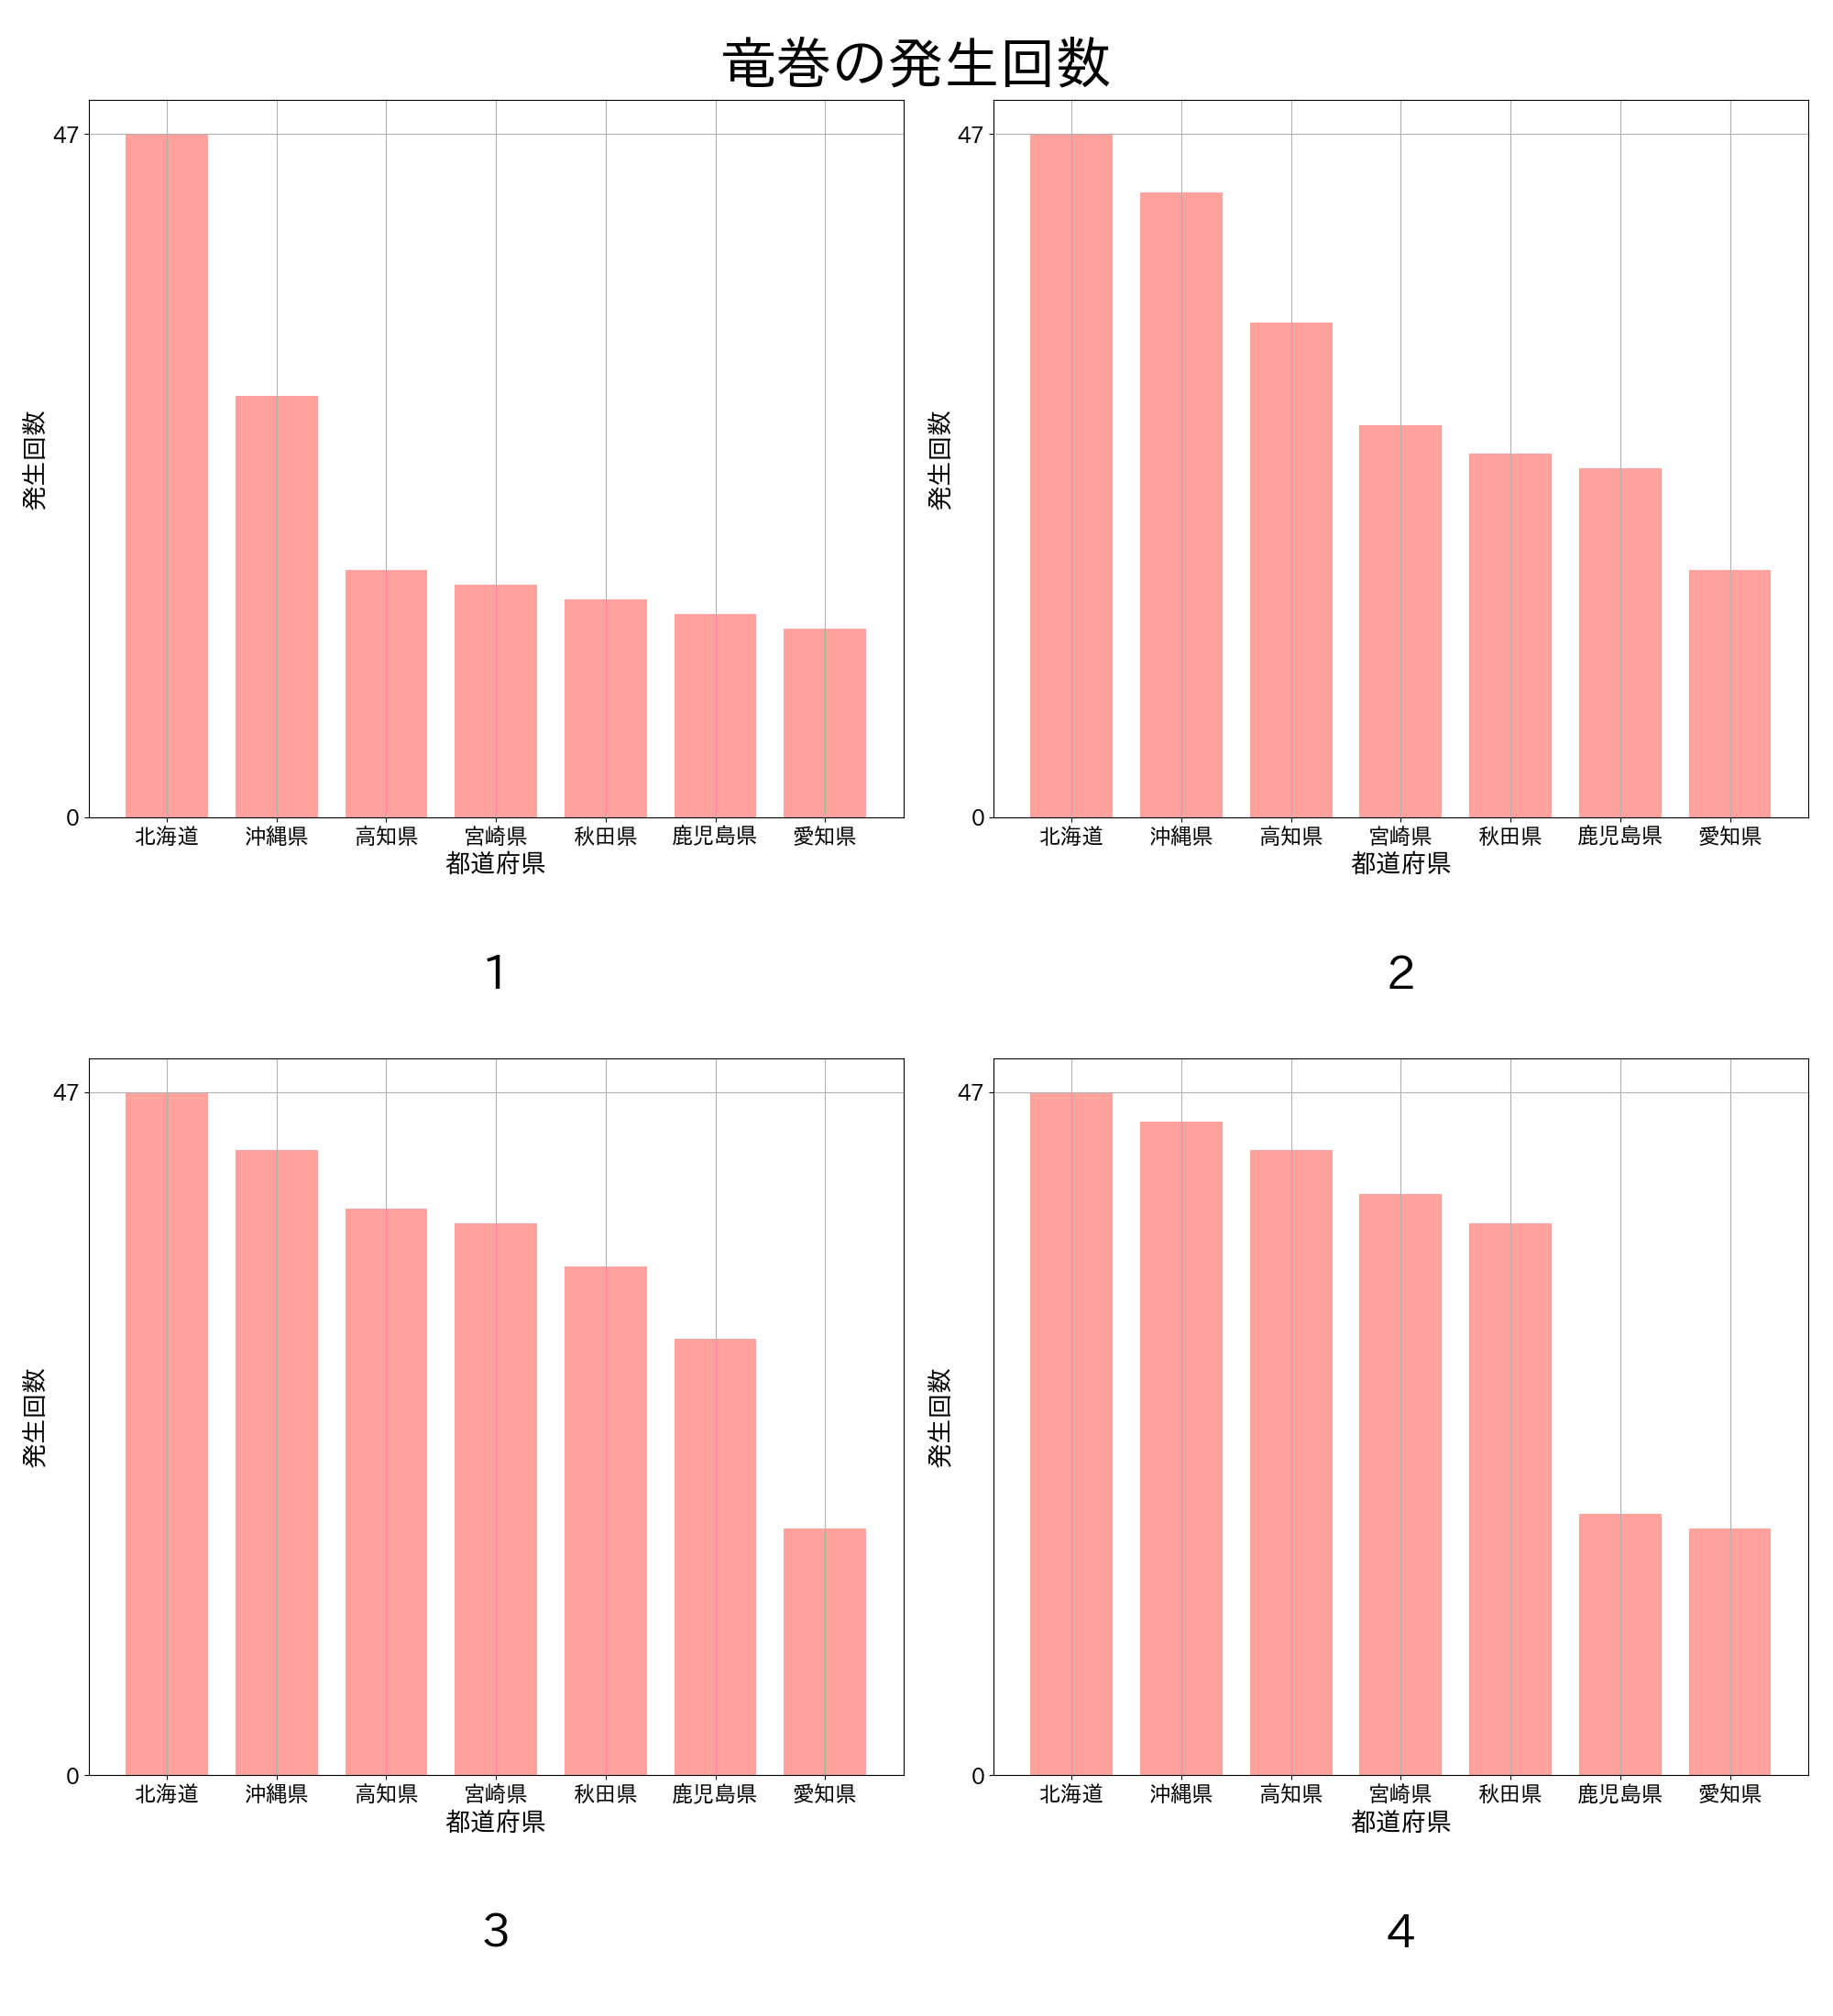 竜巻の発生回数
47
0
発生回数
北海道 沖縄県 高知県 宮崎県 秋田県 鹿児島県 愛知県
都道府県
1
47
0
発生回数
北海道 沖縄県 高知県 宮崎県 秋田県 鹿児島県 愛知県
都道府県
2
47
0
発生回数
北海道 沖縄県 高知県 宮崎県 秋田県 鹿児島県 愛知県
都道府県
3
47
0
発生回数
北海道 沖縄県 高知県 宮崎県 秋田県 鹿児島県 愛知県
都道府県
4